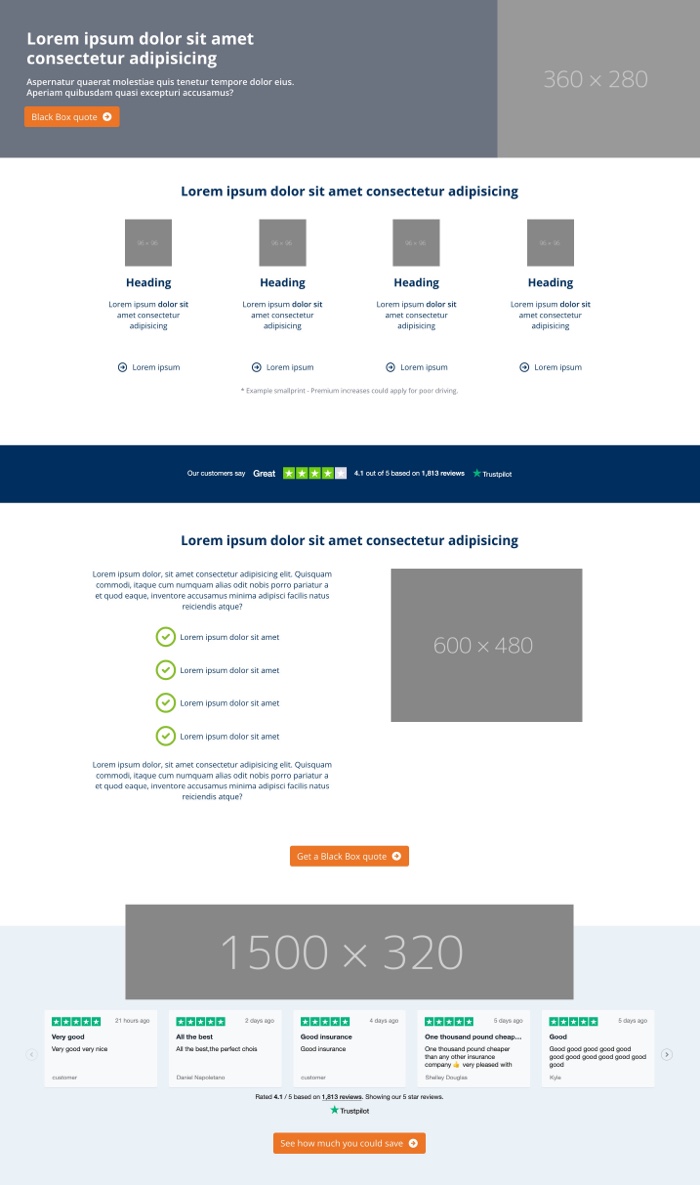 Lorem ipsum dolor sit amet
consectetur adipisicing
Aspernatur quaerat molestiae quis tenetur tempore dolor eius.
Aperiam quibusdam quasi excepturi accusamus?
Black Box quote
360 × 280
Lorem ipsum dolor sit amet consectetur adipisicing
96 × 96
96 × 96
96 × 96
96 × 96
Heading
Heading
Heading
Heading
Lorem ipsum dolor sit
amet consectetur
adipisicing
Lorem ipsum dolor sit
amet consectetur
adipisicing
Lorem ipsum dolor sit
amet consectetur
adipisicing
Lorem ipsum dolor sit
amet consectetur
adipisicing
Lorem ipsum
Lorem ipsum
Lorem ipsum
Lorem ipsum
* Example smallprint - Premium increases could apply for poor driving.
Our customers say Great 4.1 out of 5 based on 1,813 reviews Trustpilot
Lorem ipsum dolor sit amet consectetur adipisicing
Lorem ipsum dolor, sit amet consectetur adipisicing elit. Quisquam
commodi, itaque cum numquam alias odit nobis porro pariatur a
et quod eaque, inventore accusamus minima adipisci facilis natus
reiciendis atque?
Lorem ipsum dolor sit amet
Lorem ipsum dolor sit amet
Lorem ipsum dolor sit amet
Lorem ipsum dolor sit amet
Lorem ipsum dolor, sit amet consectetur adipisicing elit. Quisquam
commodi, itaque cum numquam alias odit nobis porro pariatur a
et quod eaque, inventore accusamus minima adipisci facilis natus
reiciendis atque?
600 × 480
Get a Black Box quote
1500 × 320
21 hours ago
Very good
Very good very nice
customer
2 days ago
All the best
All the best,the perfect chois
Daniel Napoletano
4 days ago
Good insurance
Good insurance
customer
5 days ago
One thousand pound cheap...
One thousand pound cheaper
than any other insurance
company 👍 very pleased with
Shelley Douglas
5 days ago
Good
Good good good good good
good good good good good good
good
Kyle
Rated 4.1 / 5 based on 1,813 reviews. Showing our 5 star reviews.
Trustpilot
See how much you could save